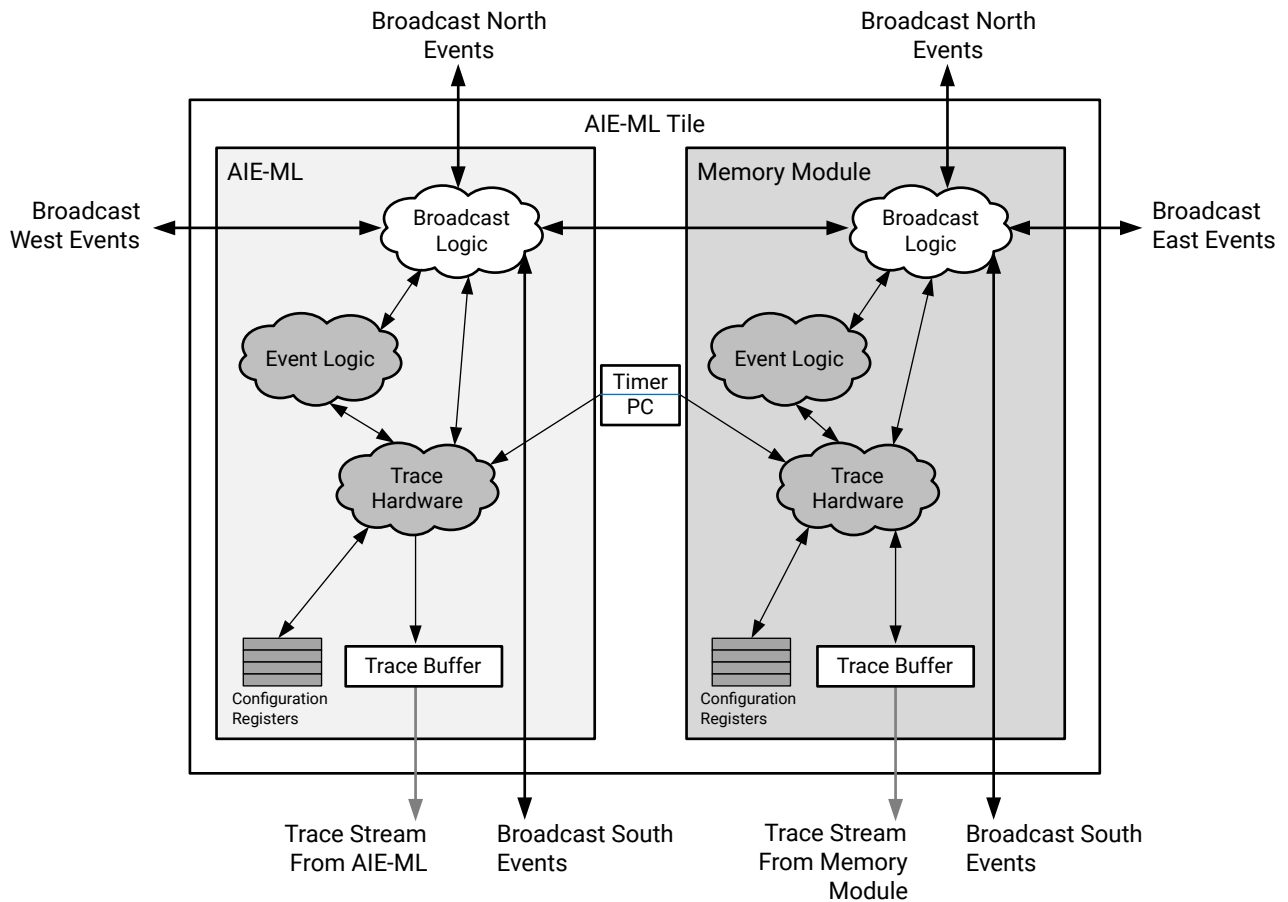 Broadcast North
Events
Broadcast North
Events
AIE-ML Tile
AIE-ML
Memory Module
Broadcast
West Events
Broadcast
Logic
Broadcast
Logic
Broadcast
East Events
Event Logic
Event Logic
Timer
PC
Trace
Hardware
Trace
Hardware
Configuration
Registers
Trace Buffer
Configuration
Registers
Trace Buffer
Trace Stream
From AIE-ML
Broadcast South
Events
Trace Stream
From Memory
Module
Broadcast South
Events